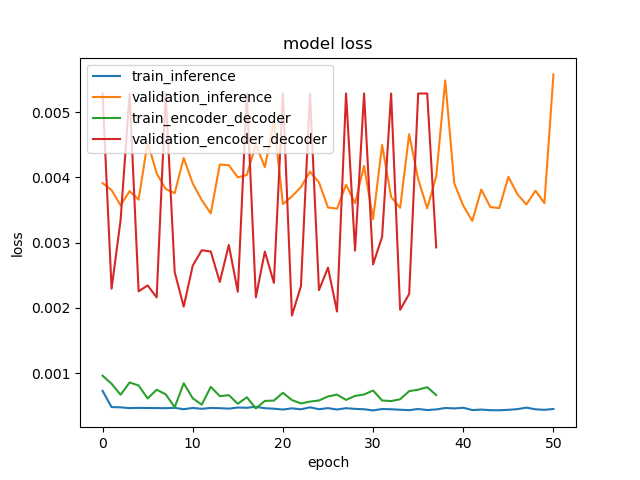 model loss
train_inference
validation_inference
train_encoder_decoder
validation_encoder_decoder
loss
0.005
0.004
0.003
0.002
0.001
0 10 20 30 40 50
epoch